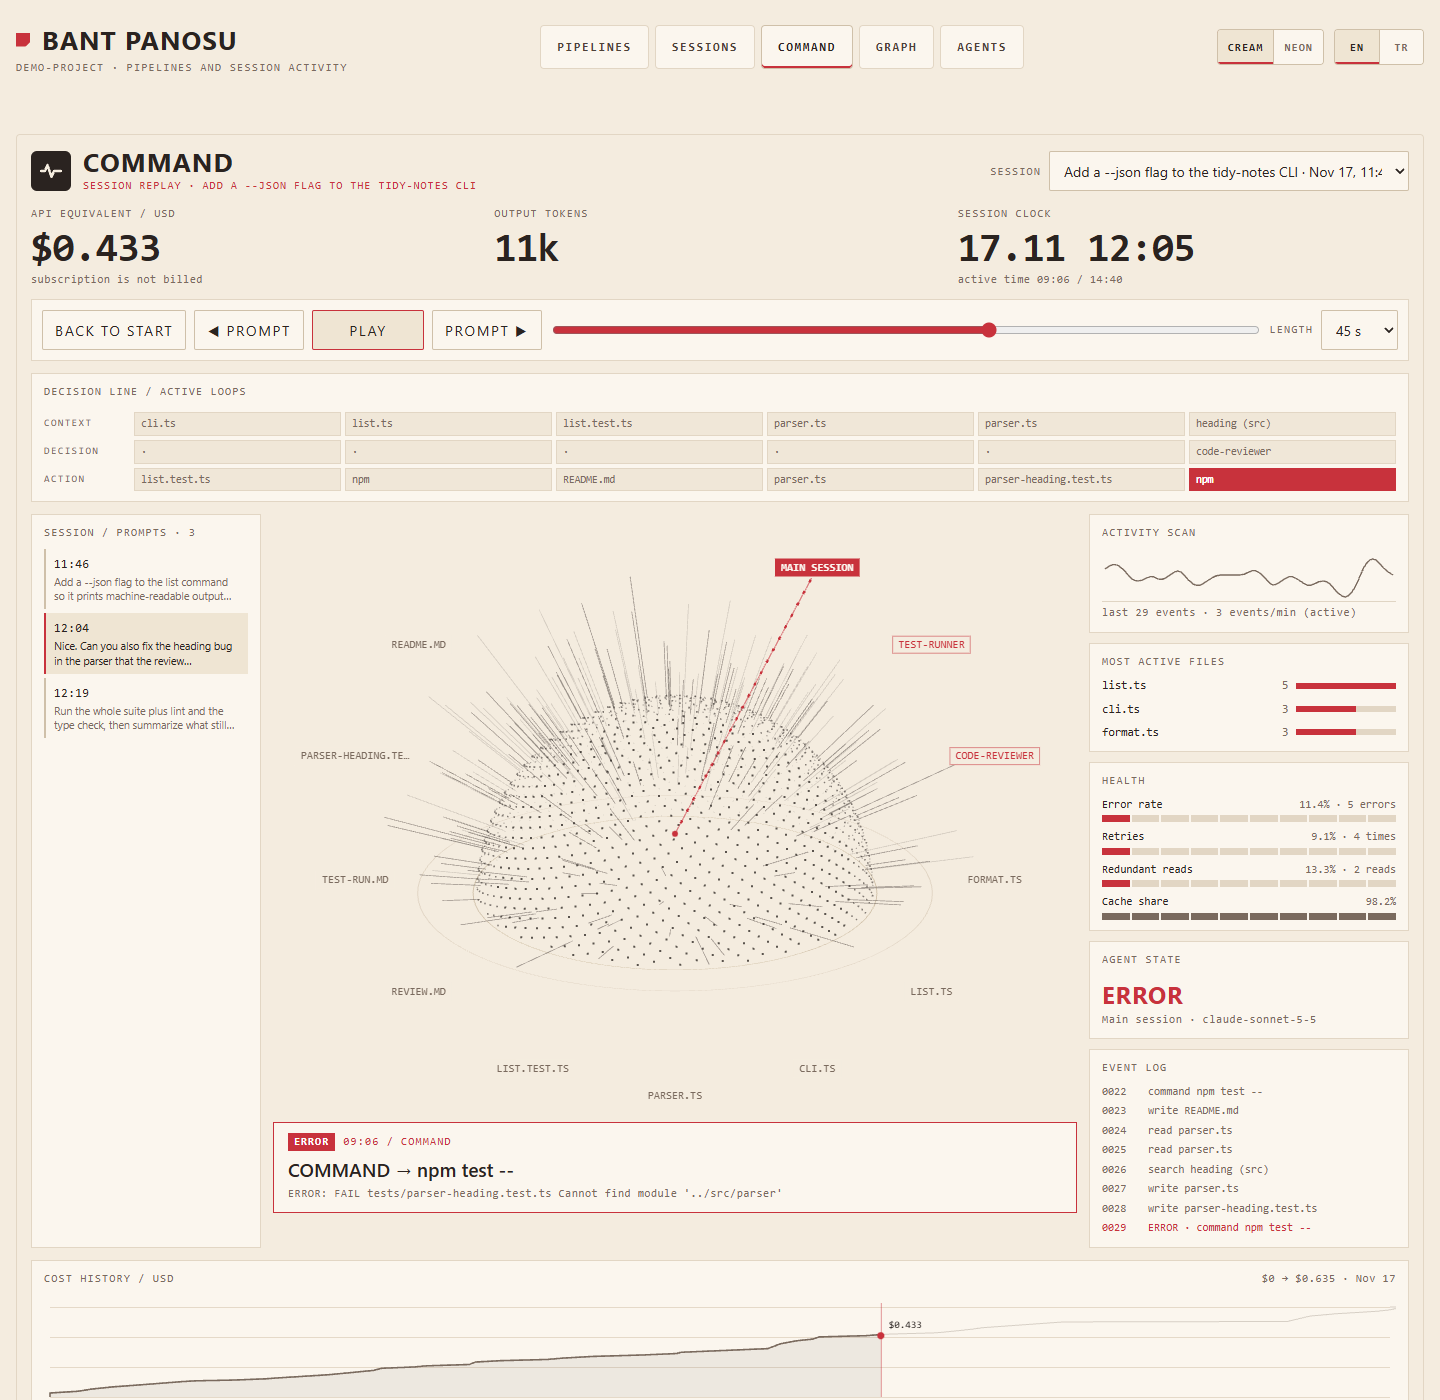 BANT PANOSU
DEMO-PROJECT · PIPELINES AND SESSION ACTIVITY
PIPELINES
SESSIONS
COMMAND
GRAPH
AGENTS
CREAM
NEON
EN
TR
COMMAND
SESSION REPLAY · ADD A --JSON FLAG TO THE TIDY-NOTES CLI
SESSION
Add a --json flag to the tidy-notes CLI · Nov 17, 11:4
API EQUIVALENT / USD
$0.433
subscription is not billed
OUTPUT TOKENS
11k
SESSION CLOCK
17.11 12:05
active time 09:06 / 14:40
BACK TO START
◀ PROMPT
PLAY
PROMPT ▶
LENGTH
45 s
DECISION LINE / ACTIVE LOOPS
CONTEXT
cli.ts
list.ts
list.test.ts
parser.ts
parser.ts
heading (src)
DECISION
·
·
·
·
·
code-reviewer
ACTION
list.test.ts
npm
README.md
parser.ts
parser-heading.test.ts
npm
SESSION / PROMPTS · 3
11:46
Add a --json flag to the list command
so it prints machine-readable output…
12:04
Nice. Can you also fix the heading bug
in the parser that the review…
12:19
Run the whole suite plus lint and the
type check, then summarize what still…
MAIN SESSION
README.MD
TEST-RUNNER
PARSER-HEADING.TE…
CODE-REVIEWER
TEST-RUN.MD
FORMAT.TS
REVIEW.MD
LIST.TS
LIST.TEST.TS
CLI.TS
PARSER.TS
ERROR
09:06 / COMMAND
COMMAND → npm test --
ERROR: FAIL tests/parser-heading.test.ts Cannot find module '../src/parser'
ACTIVITY SCAN
last 29 events · 3 events/min (active)
MOST ACTIVE FILES
list.ts 5
cli.ts 3
format.ts 3
HEALTH
Error rate 11.4% · 5 errors
Retries 9.1% · 4 times
Redundant reads 13.3% · 2 reads
Cache share 98.2%
AGENT STATE
ERROR
Main session · claude-sonnet-5-5
EVENT LOG
0022 command npm test --
0023 write README.md
0024 read parser.ts
0025 read parser.ts
0026 search heading (src)
0027 write parser.ts
0028 write parser-heading.test.ts
0029 ERROR · command npm test --
COST HISTORY / USD
$0 → $0.635 · Nov 17
$0.433